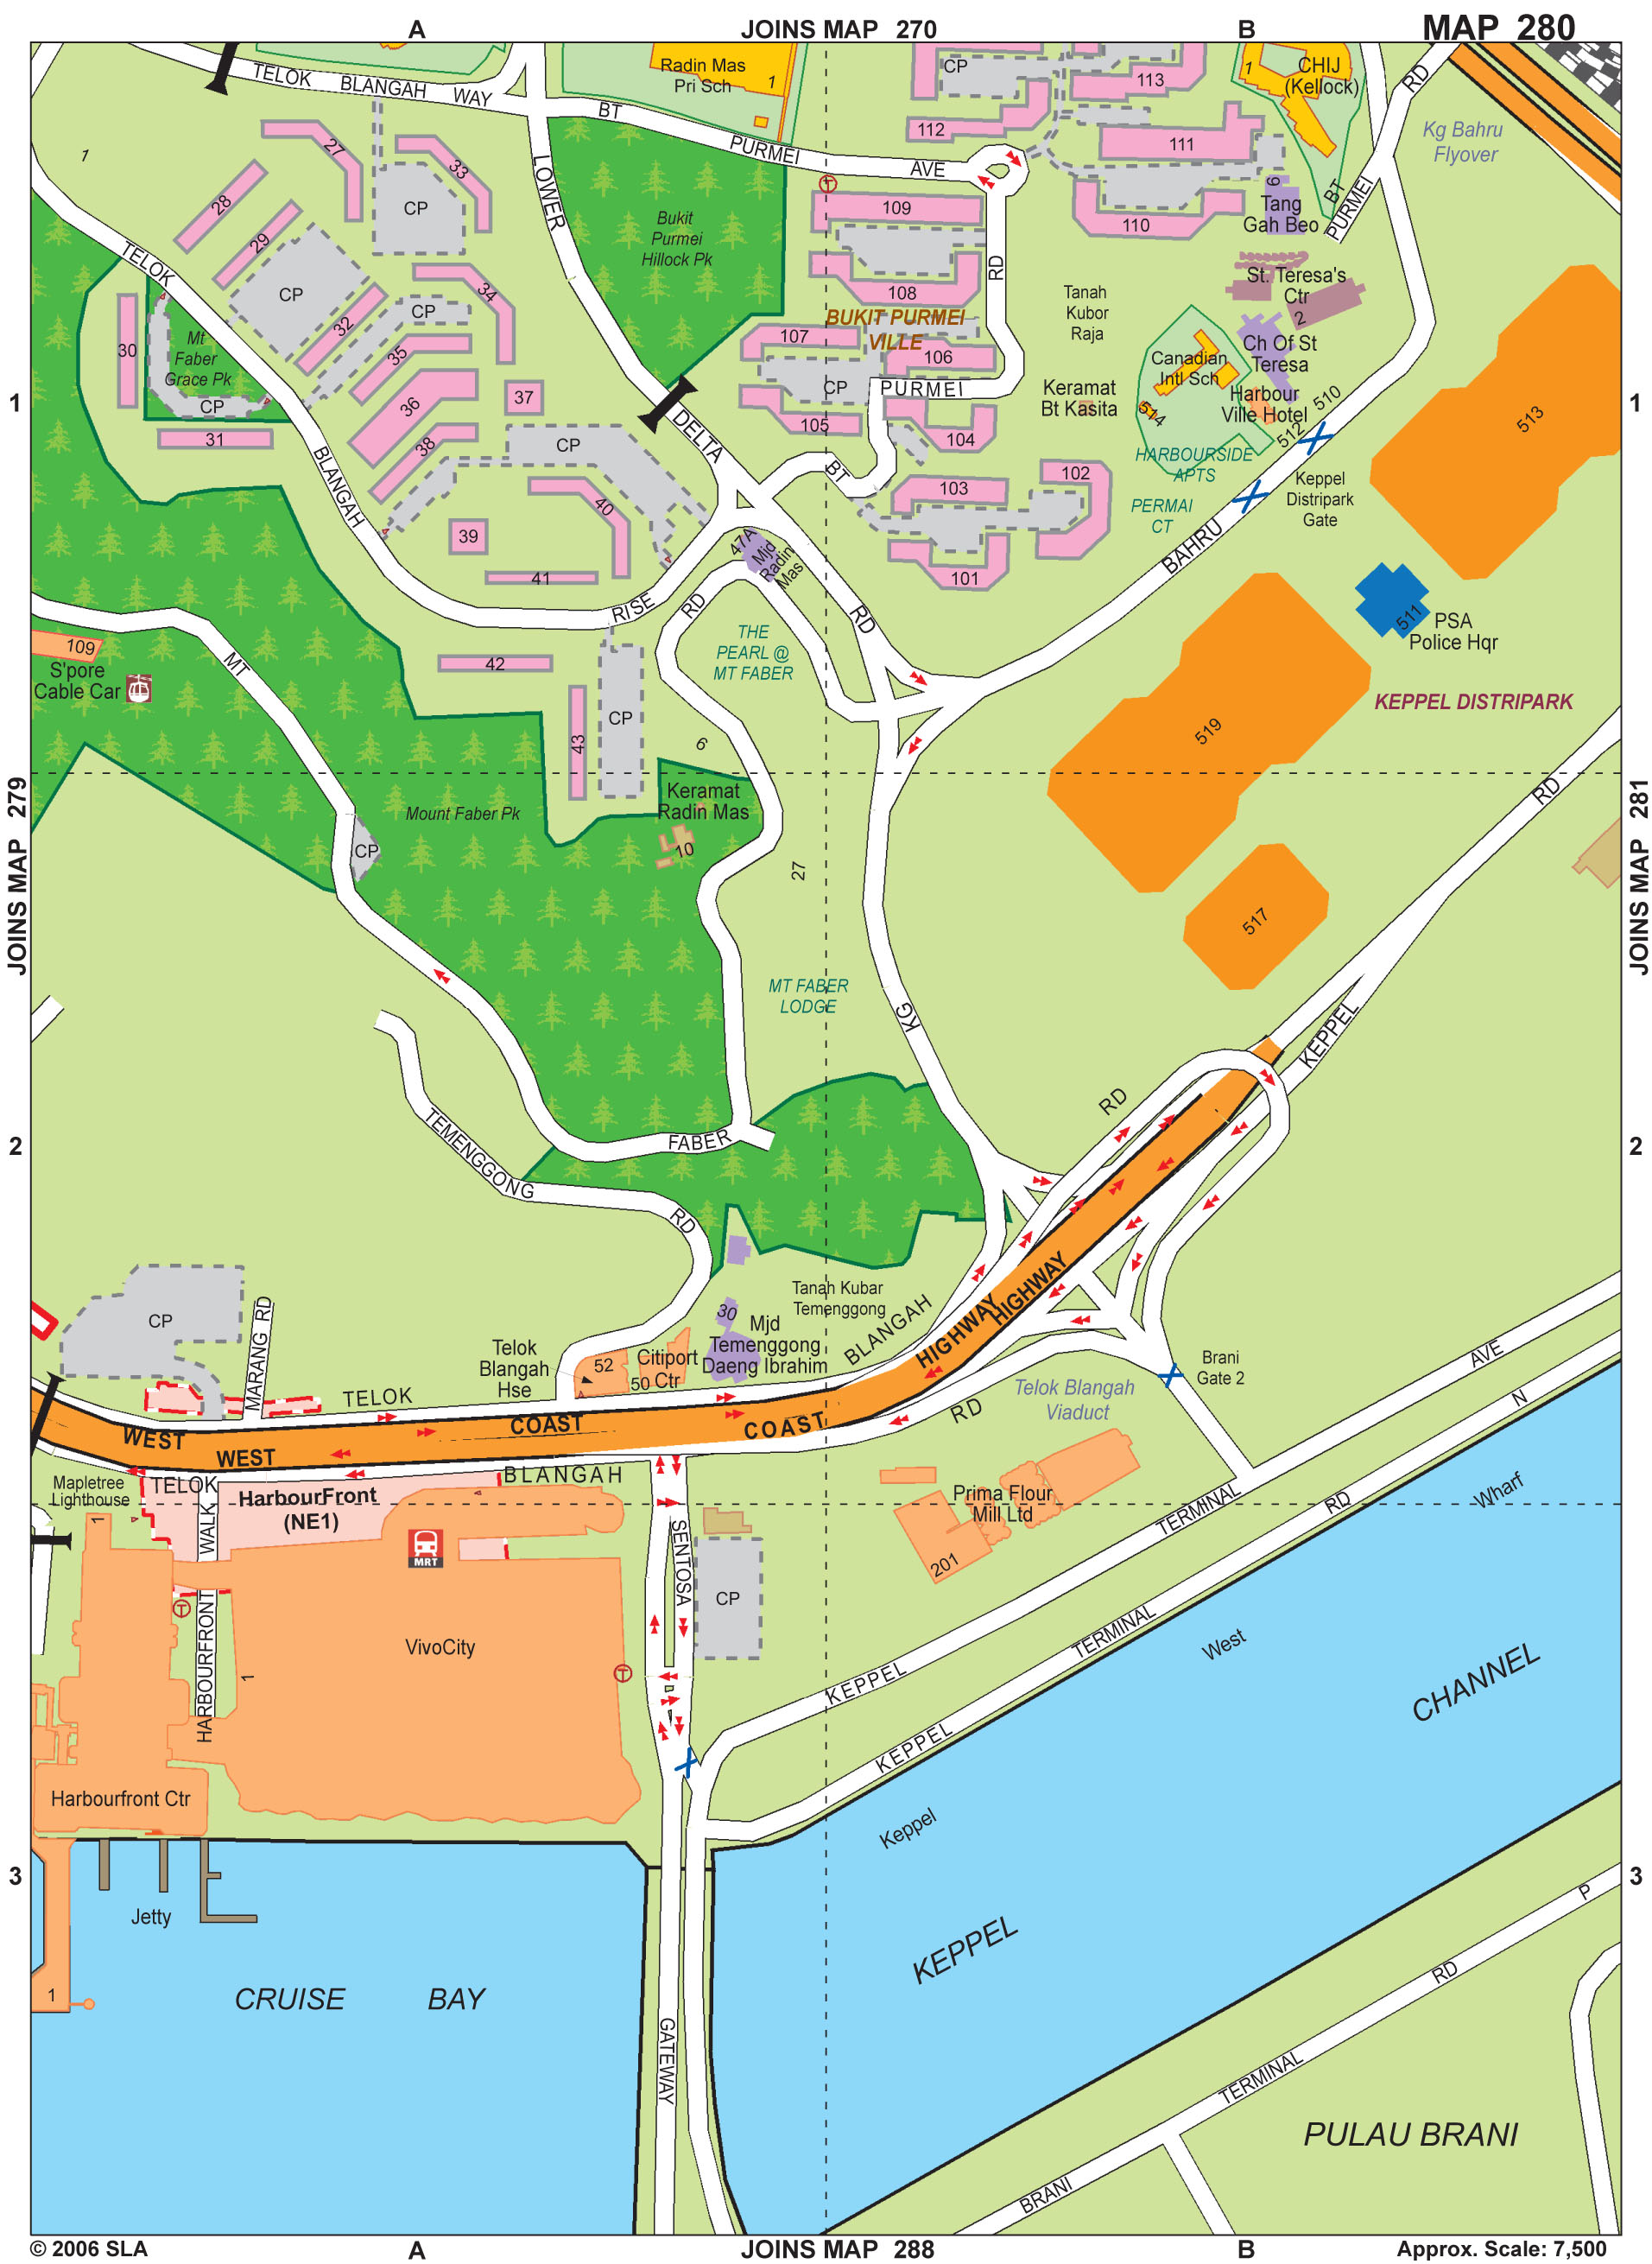 A
JOINS MAP 270
B
MAP 280
TELOK BLANGAH WAY
Radin Mas
Pri Sch
1
CP
113
1
CHIJ
(Kellock)
RD
BT PURMEI AVE
112
111
Kg Bahru
Flyover
1
27
33
LOWER
28
CP
29
Bukit
Purmei
Hillock Pk
109
110
6
Tang
Gah Beo
BT
PURMEI
TELOK
CP
34
CP
RD
108
St. Teresa's
Ctr
2
Tanah
Kubor
Raja
30
Mt
Faber
Grace Pk
CP
32
35
BUKIT PURMEI
VILLE
107
106
Ch Of St
Teresa
Canadian
Intl Sch
514
36
37
CP
PURMEI
Keramat
Bt Kasita
Harbour
Ville Hotel
510
512
513
1
1
31
38
CP
105
104
DELTA
HARBOURSIDE
APTS
BLANGAH
BT
103
102
Keppel
Distripark
Gate
PERMAI
CT
40
39
47A
Mjd
Radin
Mas
BAHRU
41
101
RISE
RD
RD
511
PSA
Police Hqr
109
S'pore
Cable Car
MT
42
THE
PEARL @
MT FABER
KEPPEL DISTRIPARK
CP
43
6
519
JOINS MAP 279
JOINS MAP 281
Keramat
Radin Mas
10
Mount Faber Pk
RD
CP
27
517
MT FABER
LODGE
KG
KEPPEL
RD
2
2
TEMENGGONG
FABER
RD
Tanah Kubar
Temenggong
HIGHWAY
HIGHWAY
CP
MARANG RD
30
Mjd
Temenggong
Daeng Ibrahim
BLANGAH
Telok
Blangah
Hse
52
50
Citiport
Ctr
Brani
Gate 2
AVE
TELOK
Telok Blangah
Viaduct
RD
N
WEST
WEST
COAST
COAST
Mapletree
Lighthouse
TELOK
BLANGAH
HarbourFront
(NE1)
Prima Flour
Mill Ltd
Wharf
1
WALK
MRT
SENTOSA
201
TERMINAL
RD
CP
VivoCity
HARBOURFRONT
1
TERMINAL
West
KEPPEL
CHANNEL
KEPPEL
Harbourfront Ctr
Keppel
3
3
Jetty
P
KEPPEL
1
CRUISE BAY
RD
GATEWAY
TERMINAL
PULAU BRANI
BRANI
© 2006 SLA
A
JOINS MAP 288
B
Approx. Scale: 7,500